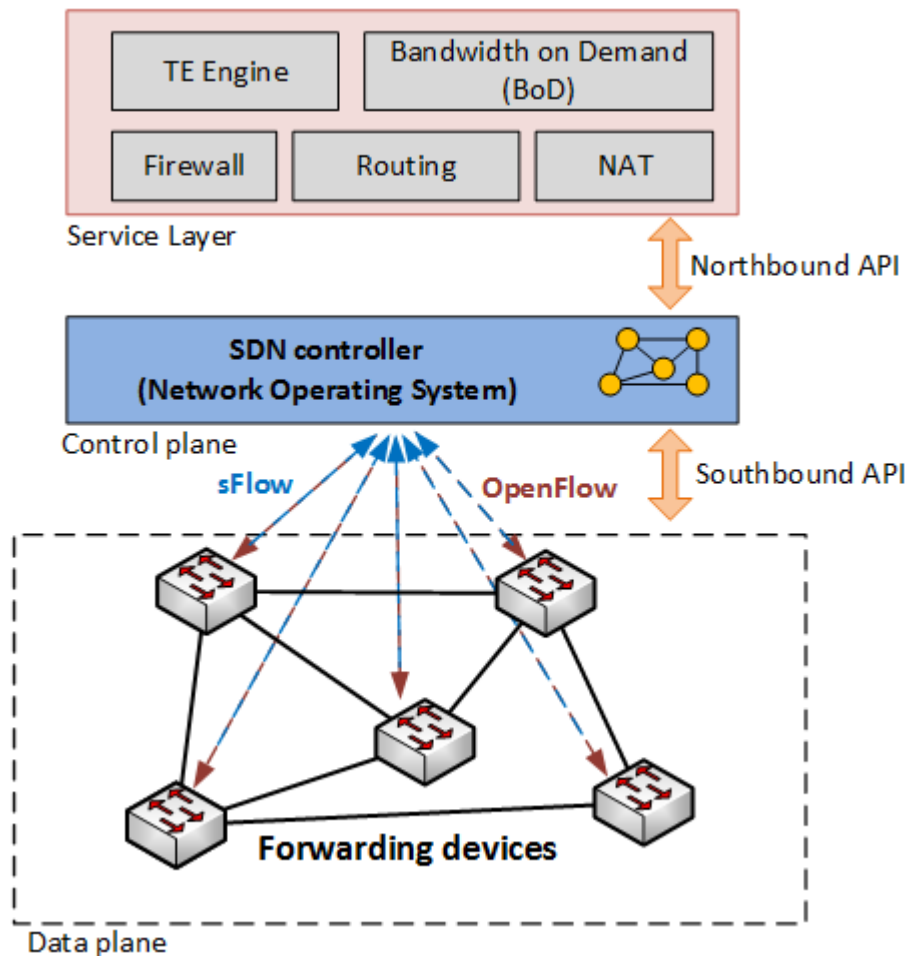 TE Engine
Bandwidth on Demand
(BoD)
Firewall
Routing
NAT
Service Layer
Northbound API
SDN controller
(Network Operating System)
Control plane
Southbound API
sFlow
OpenFlow
Forwarding devices
Data plane